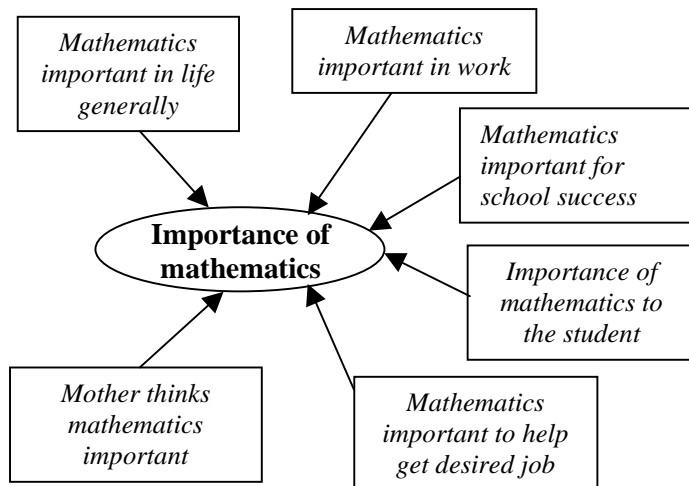 Mathematics
important in life
generally
Mathematics
important in work
Mathematics
important for
school success
Importance of
mathematics
Importance of
mathematics to
the student
Mother thinks
mathematics
important
Mathematics
important to help
get desired job